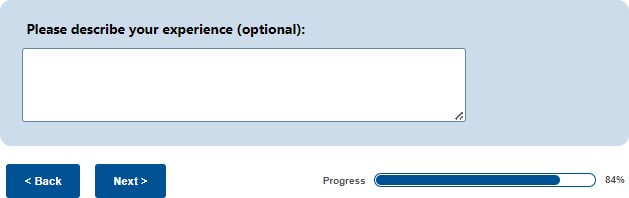 Please describe your experience (optional):
< Back
Next >
Progress
84%